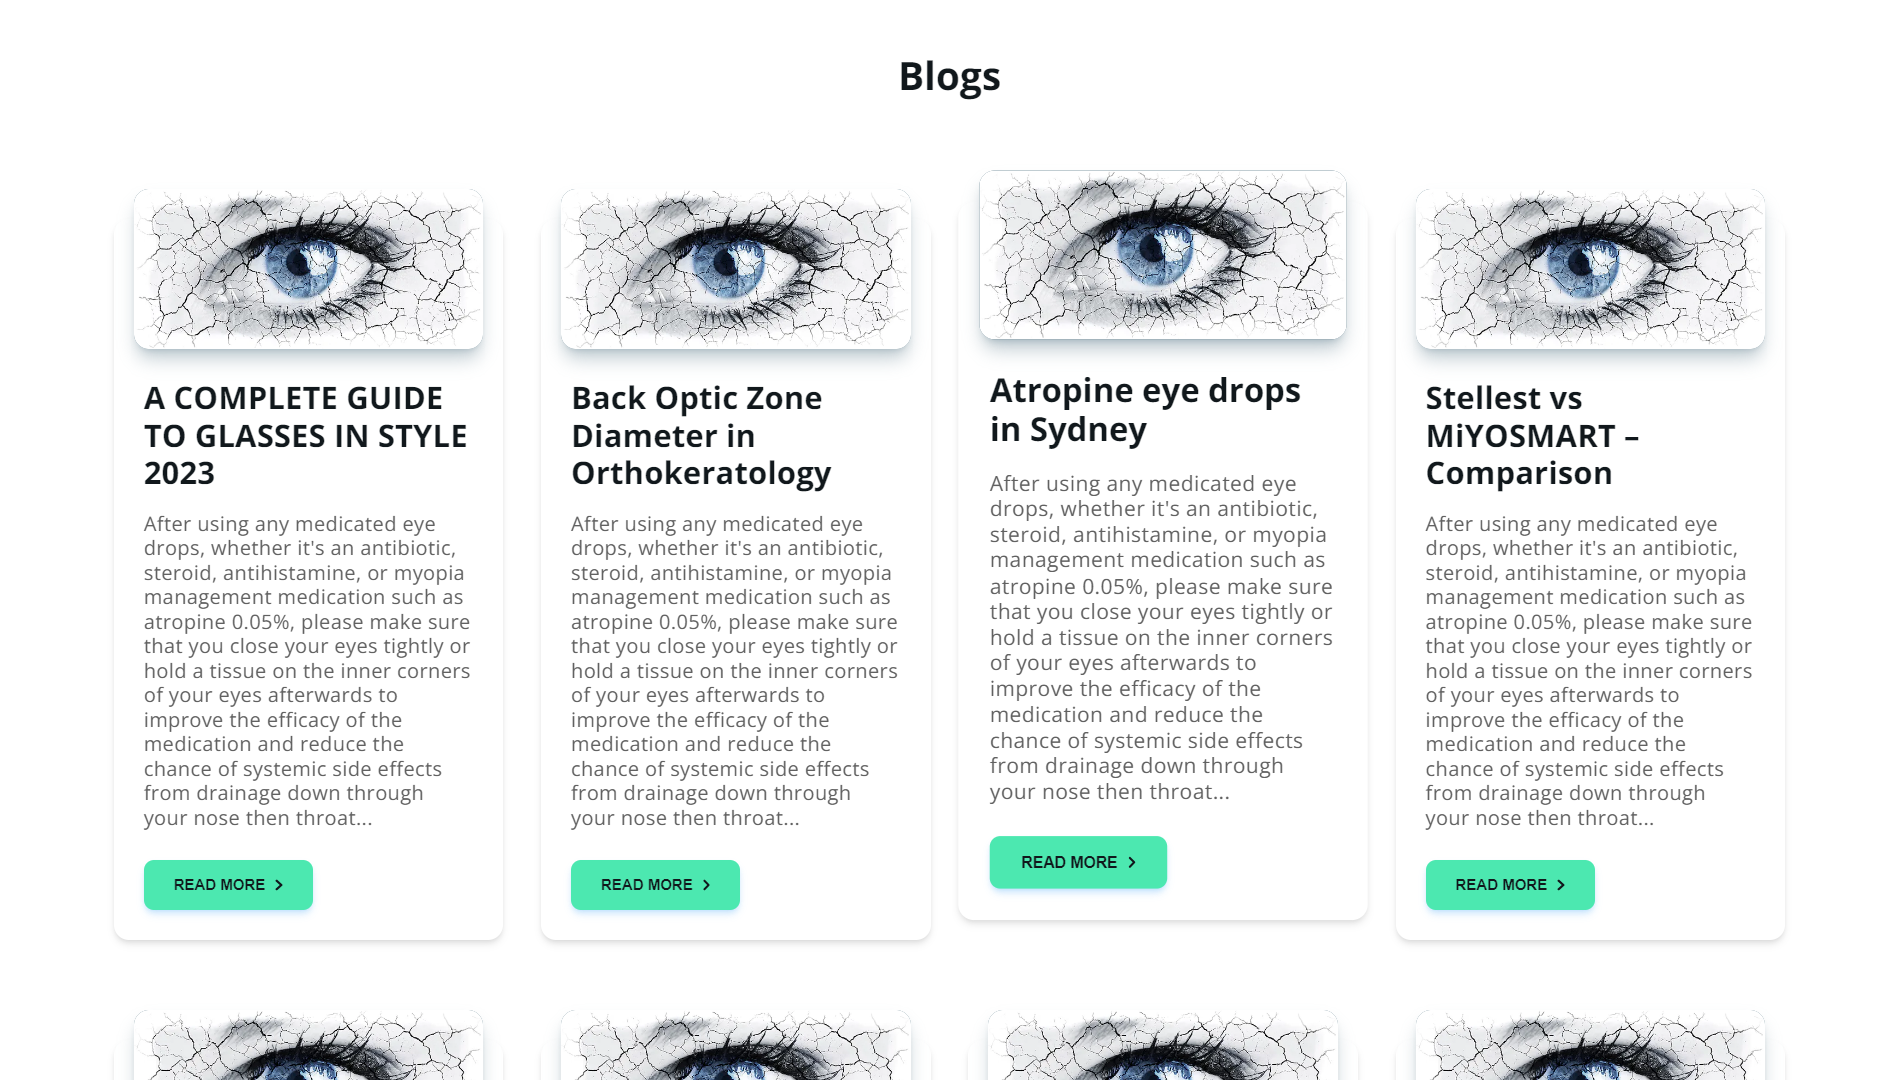 Blogs
A COMPLETE GUIDE
TO GLASSES IN STYLE
2023
After using any medicated eye
drops, whether it's an antibiotic,
steroid, antihistamine, or myopia
management medication such as
atropine 0.05%, please make sure
that you close your eyes tightly or
hold a tissue on the inner corners
of your eyes afterwards to
improve the efficacy of the
medication and reduce the
chance of systemic side effects
from drainage down through
your nose then throat...
READ MORE
Back Optic Zone
Diameter in
Orthokeratology
After using any medicated eye
drops, whether it's an antibiotic,
steroid, antihistamine, or myopia
management medication such as
atropine 0.05%, please make sure
that you close your eyes tightly or
hold a tissue on the inner corners
of your eyes afterwards to
improve the efficacy of the
medication and reduce the
chance of systemic side effects
from drainage down through
your nose then throat...
READ MORE
Atropine eye drops
in Sydney
After using any medicated eye
drops, whether it's an antibiotic,
steroid, antihistamine, or myopia
management medication such as
atropine 0.05%, please make sure
that you close your eyes tightly or
hold a tissue on the inner corners
of your eyes afterwards to
improve the efficacy of the
medication and reduce the
chance of systemic side effects
from drainage down through
your nose then throat...
READ MORE
Stellest vs
MiYOSMART –
Comparison
After using any medicated eye
drops, whether it's an antibiotic,
steroid, antihistamine, or myopia
management medication such as
atropine 0.05%, please make sure
that you close your eyes tightly or
hold a tissue on the inner corners
of your eyes afterwards to
improve the efficacy of the
medication and reduce the
chance of systemic side effects
from drainage down through
your nose then throat...
READ MORE